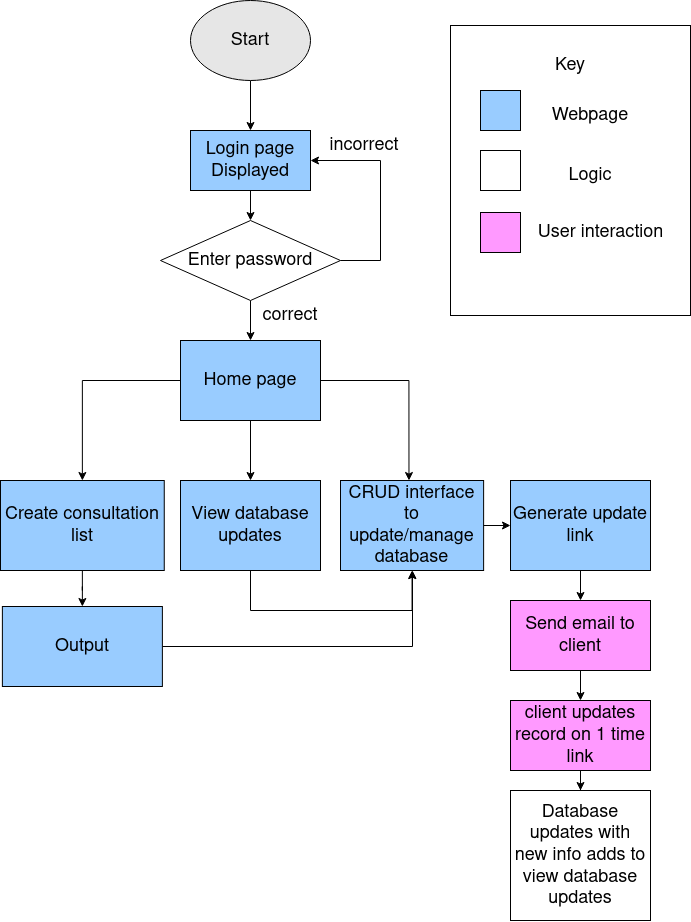 Start
Key
Webpage
Logic
User interaction
Login page
Displayed
incorrect
Enter password
correct
Home page
Create consultation
list
View database
updates
CRUD interface
to
update/manage
database
Generate update
link
Output
Send email to
client
client updates
record on 1 time
link
Database
updates with
new info adds to
view database
updates